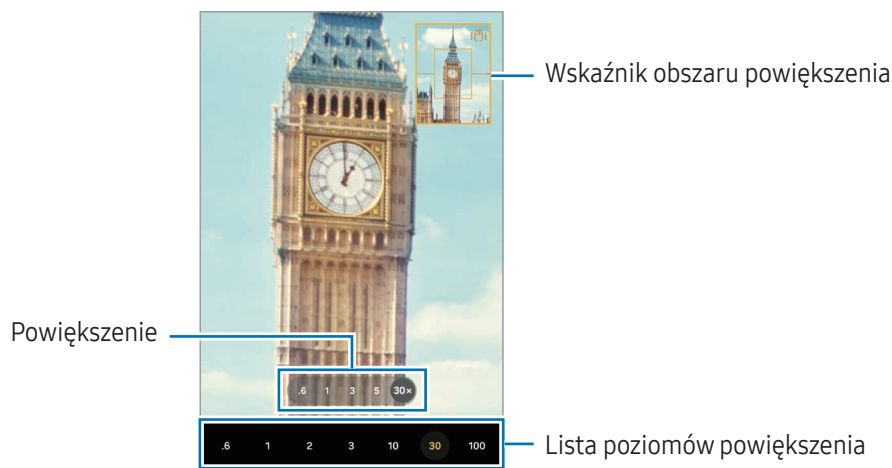 Wskaźnik obszaru powiększenia
Powiększenie
.6 1 3 5 30×
.6 1 2 3 10 30 100
Lista poziomów powiększenia